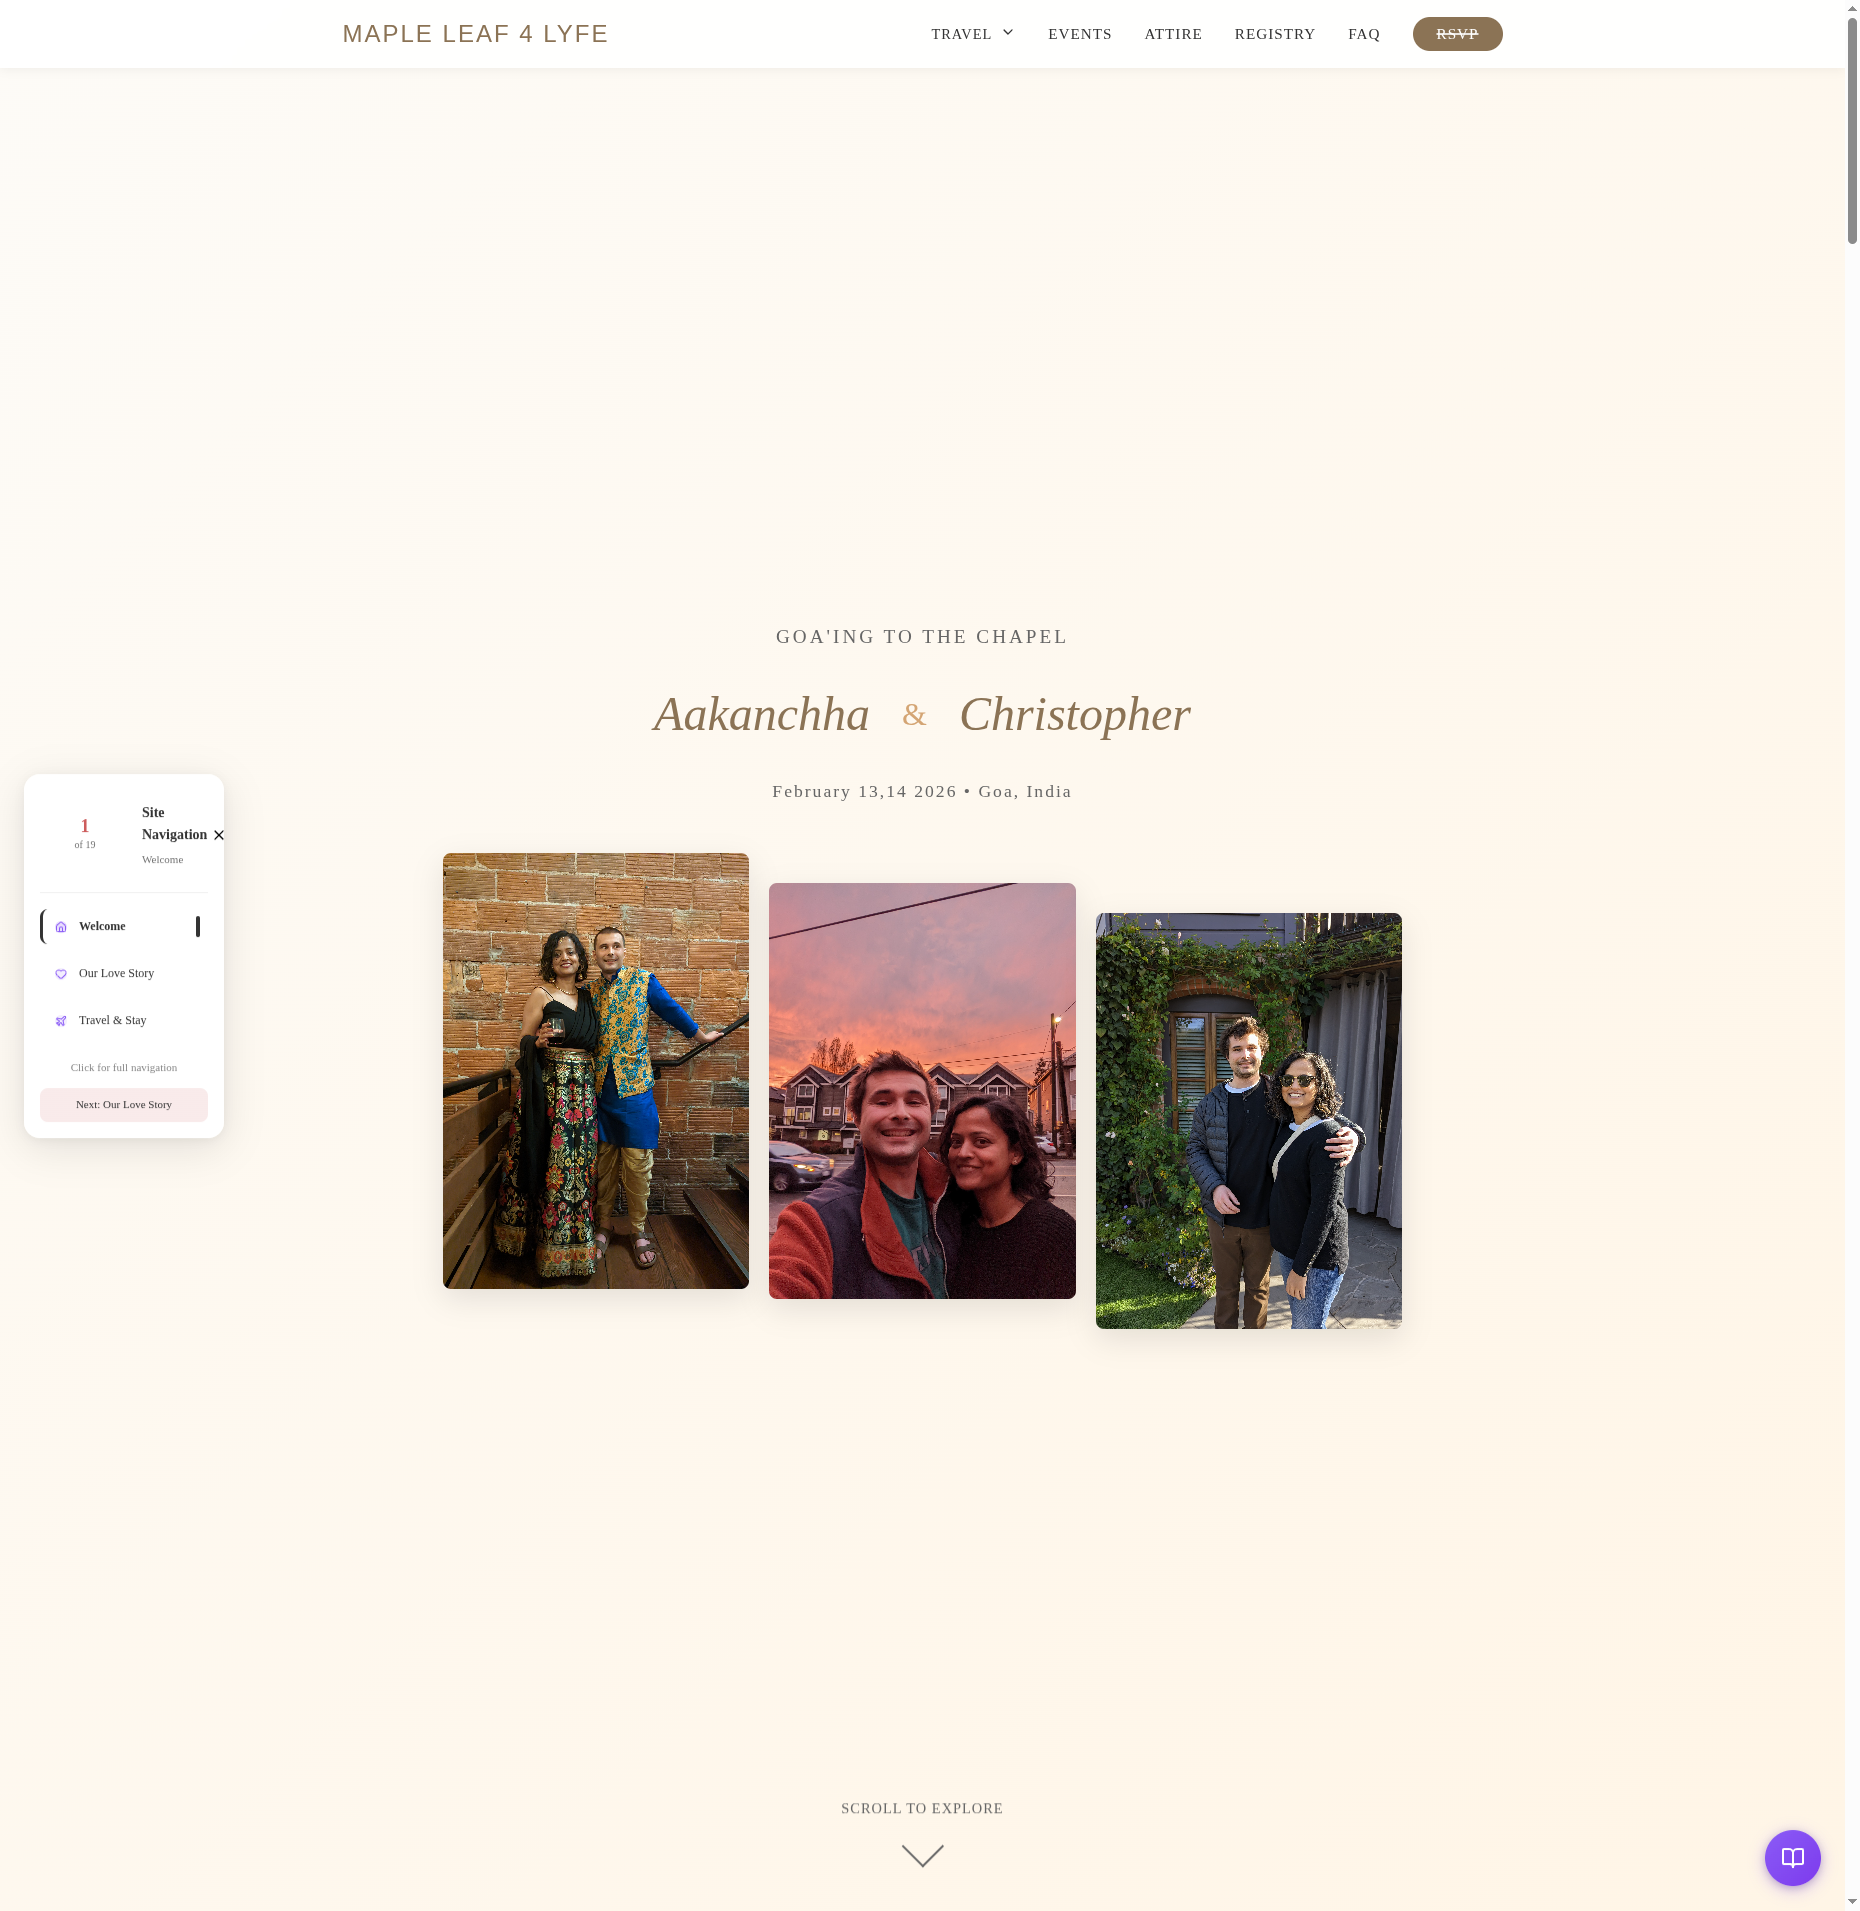 MAPLE LEAF 4 LYFE
TRAVEL
EVENTS
ATTIRE
REGISTRY
FAQ
RSVP
GOA'ING TO THE CHAPEL
Aakanchha & Christopher
February 13,14 2026 • Goa, India
1
of 19
Site
Navigation
Welcome
Welcome
Our Love Story
Travel & Stay
Click for full navigation
Next: Our Love Story
SCROLL TO EXPLORE